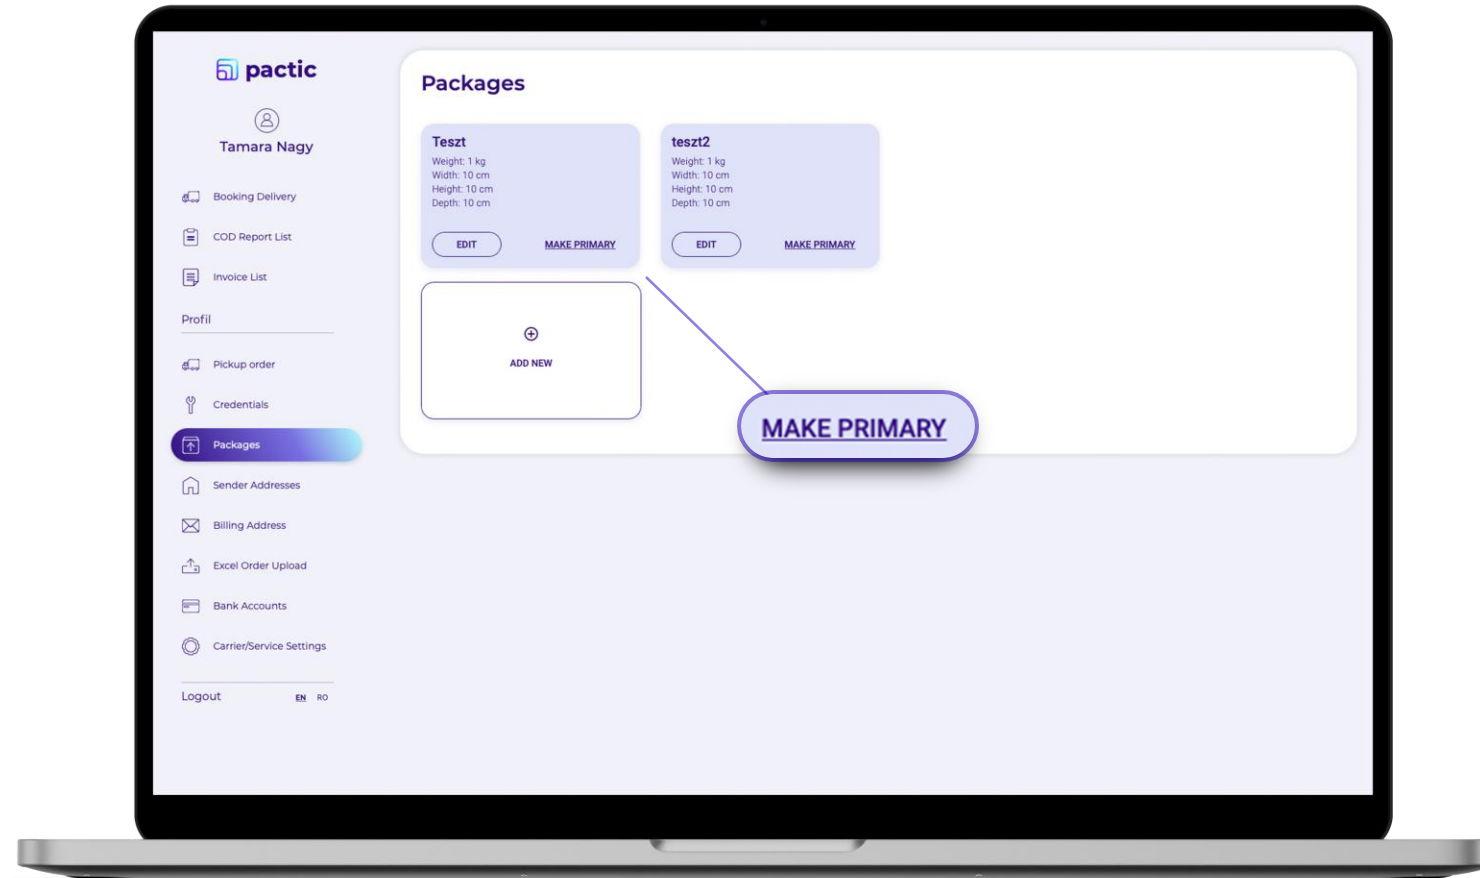 pactic
Tamara Nagy
Booking Delivery
COD Report List
Invoice List
Profil
Pickup order
Credentials
Packages
Sender Addresses
Billing Address
Excel Order Upload
Bank Accounts
Carrier/Service Settings
Logout EN RO
Packages
Teszt
Weight: 1 kg
Width: 10 cm
Height: 10 cm
Depth: 10 cm
EDIT MAKE PRIMARY
teszt2
Weight: 1 kg
Width: 10 cm
Height: 10 cm
Depth: 10 cm
EDIT MAKE PRIMARY
ADD NEW
MAKE PRIMARY